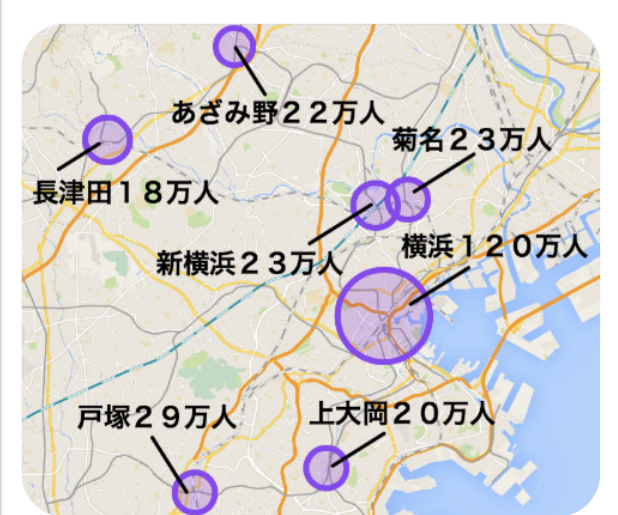 あざみ野２２万人
菊名２３万人
長津田１８万人
横浜１２０万人
新横浜２３万人
戸塚２９万人
上大岡２０万人